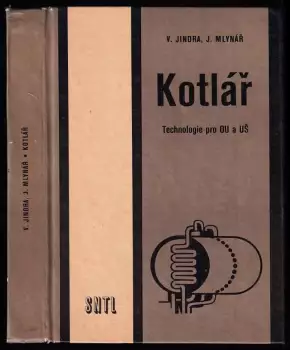 V. JINDRA, J. MLYNÁŘ • KOTLÁŘ
V. JINDRA, J. MLYNÁŘ
Kotlář
Technologie pro OU a UŠ
SNTL